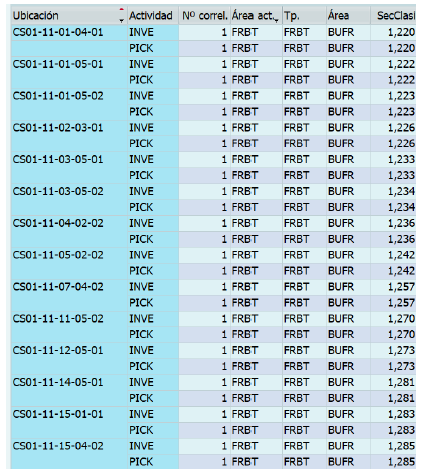 Ubicación Actividad Nº correl. Área act. Tp. Área SecClasi
CS01-11-01-04-01 INVE 1 FRBT FRBT BUFR 1,220
PICK 1 FRBT FRBT BUFR 1,220
CS01-11-01-05-01 INVE 1 FRBT FRBT BUFR 1,222
PICK 1 FRBT FRBT BUFR 1,222
CS01-11-01-05-02 INVE 1 FRBT FRBT BUFR 1,223
PICK 1 FRBT FRBT BUFR 1,223
CS01-11-02-03-01 INVE 1 FRBT FRBT BUFR 1,226
PICK 1 FRBT FRBT BUFR 1,226
CS01-11-03-05-01 INVE 1 FRBT FRBT BUFR 1,233
PICK 1 FRBT FRBT BUFR 1,233
CS01-11-03-05-02 INVE 1 FRBT FRBT BUFR 1,234
PICK 1 FRBT FRBT BUFR 1,234
CS01-11-04-02-02 INVE 1 FRBT FRBT BUFR 1,236
PICK 1 FRBT FRBT BUFR 1,236
CS01-11-05-02-02 INVE 1 FRBT FRBT BUFR 1,242
PICK 1 FRBT FRBT BUFR 1,242
CS01-11-07-04-02 INVE 1 FRBT FRBT BUFR 1,257
PICK 1 FRBT FRBT BUFR 1,257
CS01-11-11-05-02 INVE 1 FRBT FRBT BUFR 1,270
PICK 1 FRBT FRBT BUFR 1,270
CS01-11-12-05-01 INVE 1 FRBT FRBT BUFR 1,273
PICK 1 FRBT FRBT BUFR 1,273
CS01-11-14-05-01 INVE 1 FRBT FRBT BUFR 1,281
PICK 1 FRBT FRBT BUFR 1,281
CS01-11-15-01-01 INVE 1 FRBT FRBT BUFR 1,283
PICK 1 FRBT FRBT BUFR 1,283
CS01-11-15-04-02 INVE 1 FRBT FRBT BUFR 1,285
PICK 1 FRBT FRBT BUFR 1,285